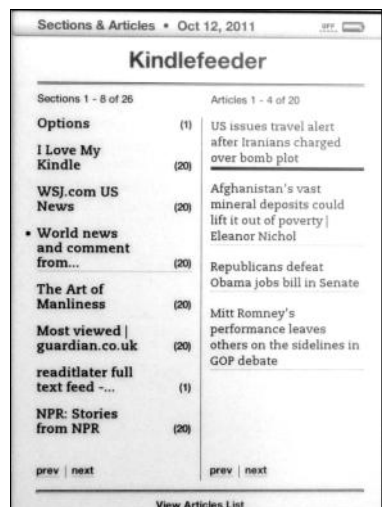 Sections & Articles • Oct 12, 2011 OFF
Kindlefeeder
Sections 1 - 8 of 26
Options (1)
I Love My
Kindle (20)
WSJ.com US
News (20)
• World news
and comment
from... (20)
The Art of
Manliness (20)
Most viewed |
guardian.co.uk (20)
readitlater full
text feed -... (1)
NPR: Stories
from NPR (20)
prev | next
Articles 1 - 4 of 20
US issues travel alert
after Iranians charged
over bomb plot
Afghanistan's vast
mineral deposits could
lift it out of poverty |
Eleanor Nichol
Republicans defeat
Obama jobs bill in Senate
Mitt Romney's
performance leaves
others on the sidelines in
GOP debate
prev | next
View Articles List